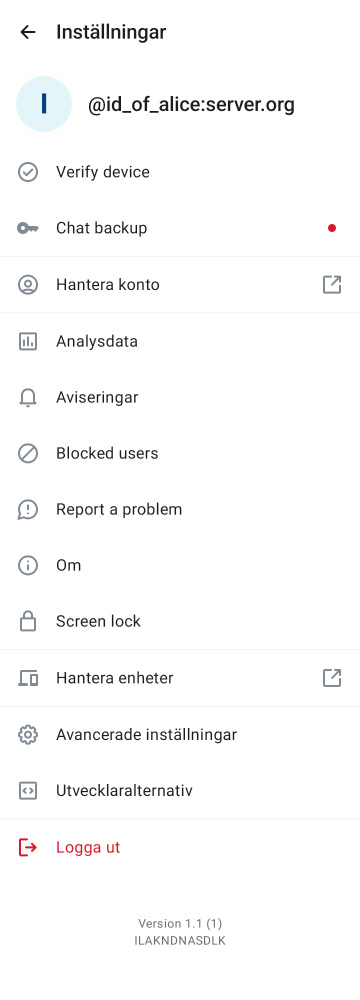 Inställningar
I
@id_of_alice:server.org
Verify device
Chat backup
Hantera konto
Analysdata
Aviseringar
Blocked users
Report a problem
Om
Screen lock
Hantera enheter
Avancerade inställningar
Utvecklaralternativ
Logga ut
Version 1.1 (1)
ILAKNDNASDLK